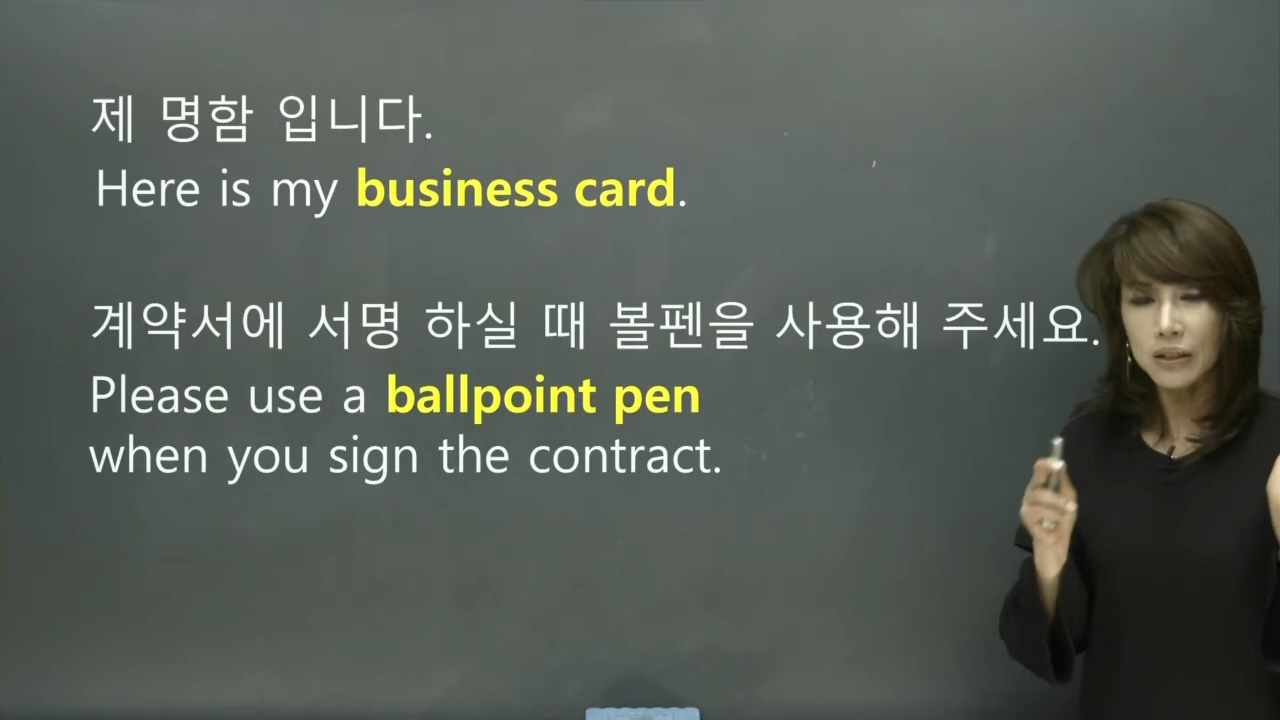 제 명함 입니다.
Here is my business card.
계약서에 서명 하실 때 볼펜을 사용해 주세요.
Please use a ballpoint pen
when you sign the contract.